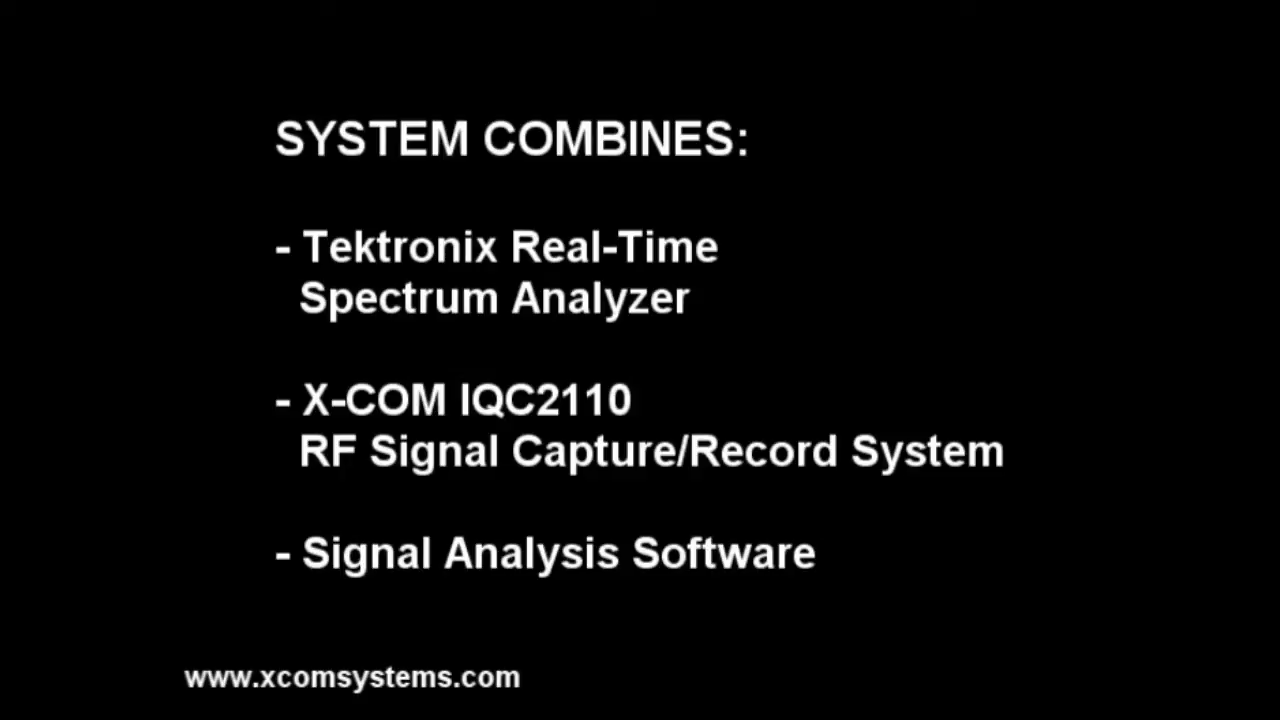 SYSTEM COMBINES:
- Tektronix Real-Time
Spectrum Analyzer
- X-COM IQC2110
RF Signal Capture/Record System
- Signal Analysis Software
www.xcomsystems.com